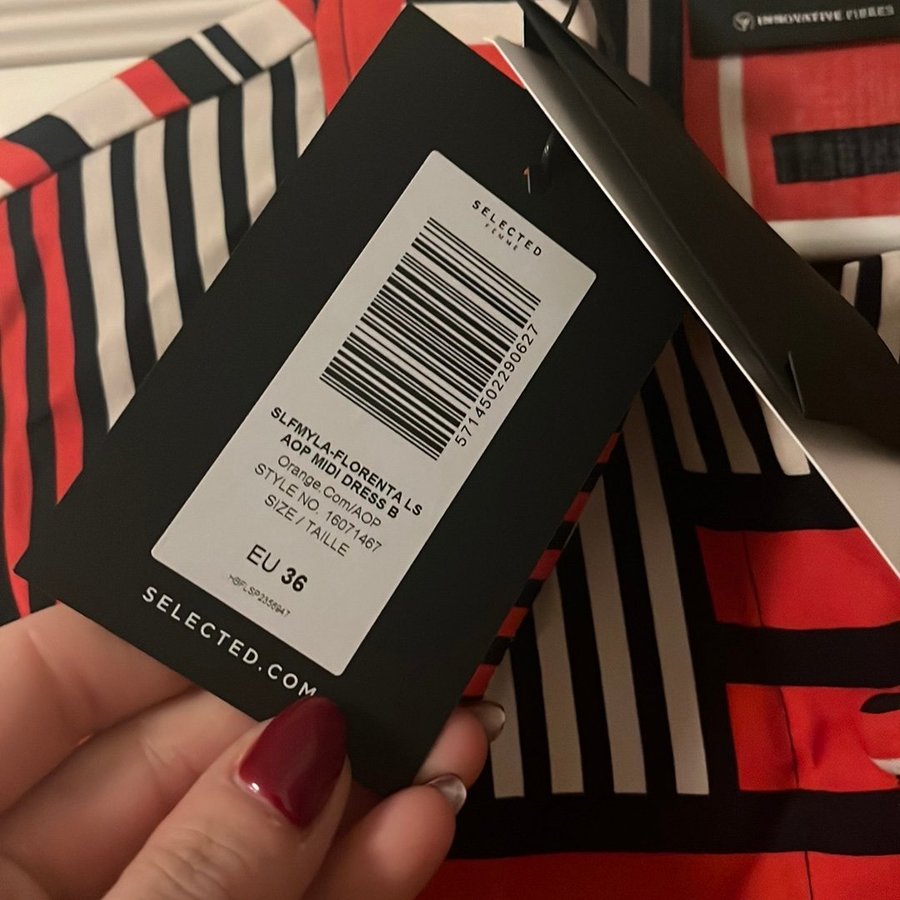 INNOVATIVE FIBRES
SELECTED
FEMME
5714502290627
SLFMYLA-FLORENTA LS
AOP MIDI DRESS B
Orange.Com/AOP
STYLE NO. 16071467
SIZE / TAILLE
EU 36
SELECTED.COM